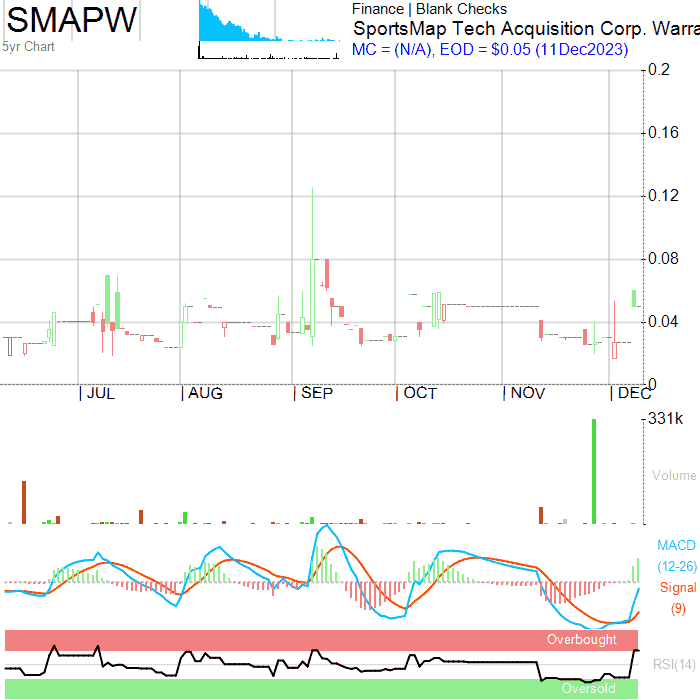 SMAPW
5yr Chart
Finance | Blank Checks
SportsMap Tech Acquisition Corp. Warra
MC = (N/A), EOD = $0.05 (11Dec2023)
0.2
0.16
0.12
0.08
0.04
0
| JUL | AUG | SEP | OCT | NOV | DEC
331k
Volume
MACD
(12-26)
Signal
(9)
Overbought
RSI(14)
Oversold